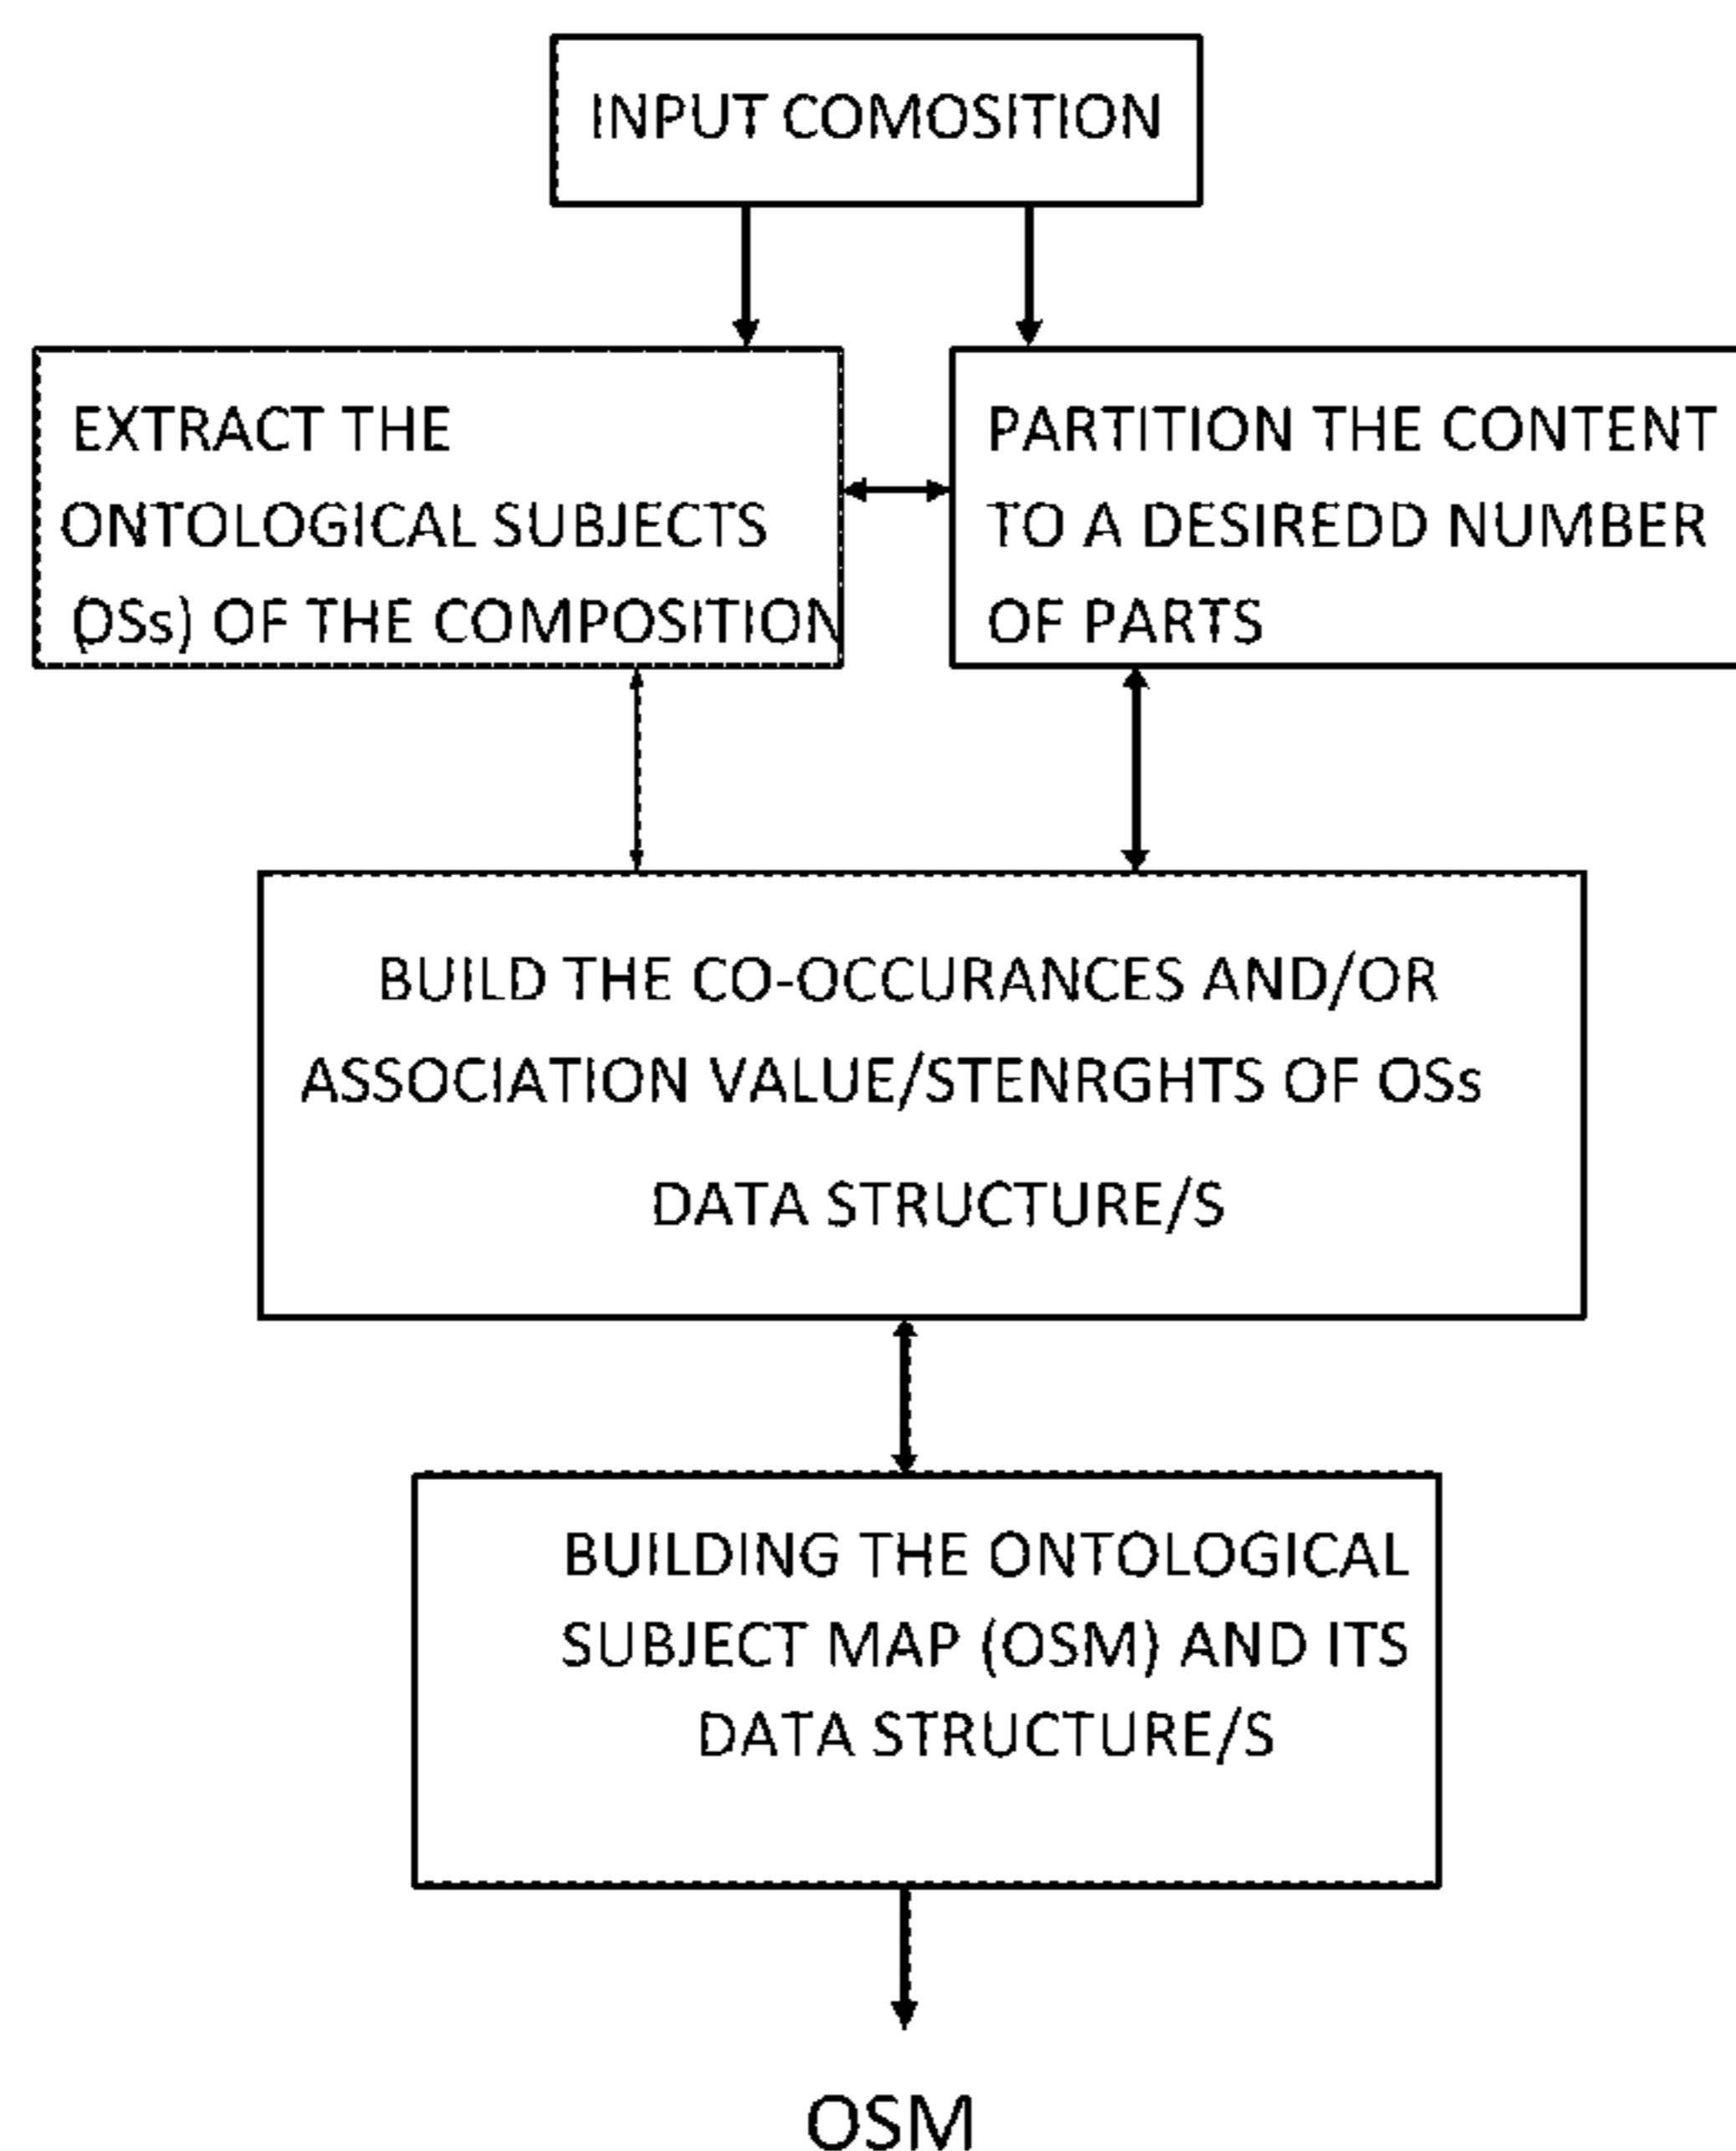 INPUT COMOSITION
EXTRACT THE
ONTOLOGICAL SUBJECTS
(OSs) OF THE COMPOSITION
PARTITION THE CONTENT
TO A DESIREDD NUMBER
OF PARTS
BUILD THE CO-OCCURANCES AND/OR
ASSOCIATION VALUE/STENRGHTS OF OSs
DATA STRUCTURE/S
BUILDING THE ONTOLOGICAL
SUBJECT MAP (OSM) AND ITS
DATA STRUCTURE/S
OSM